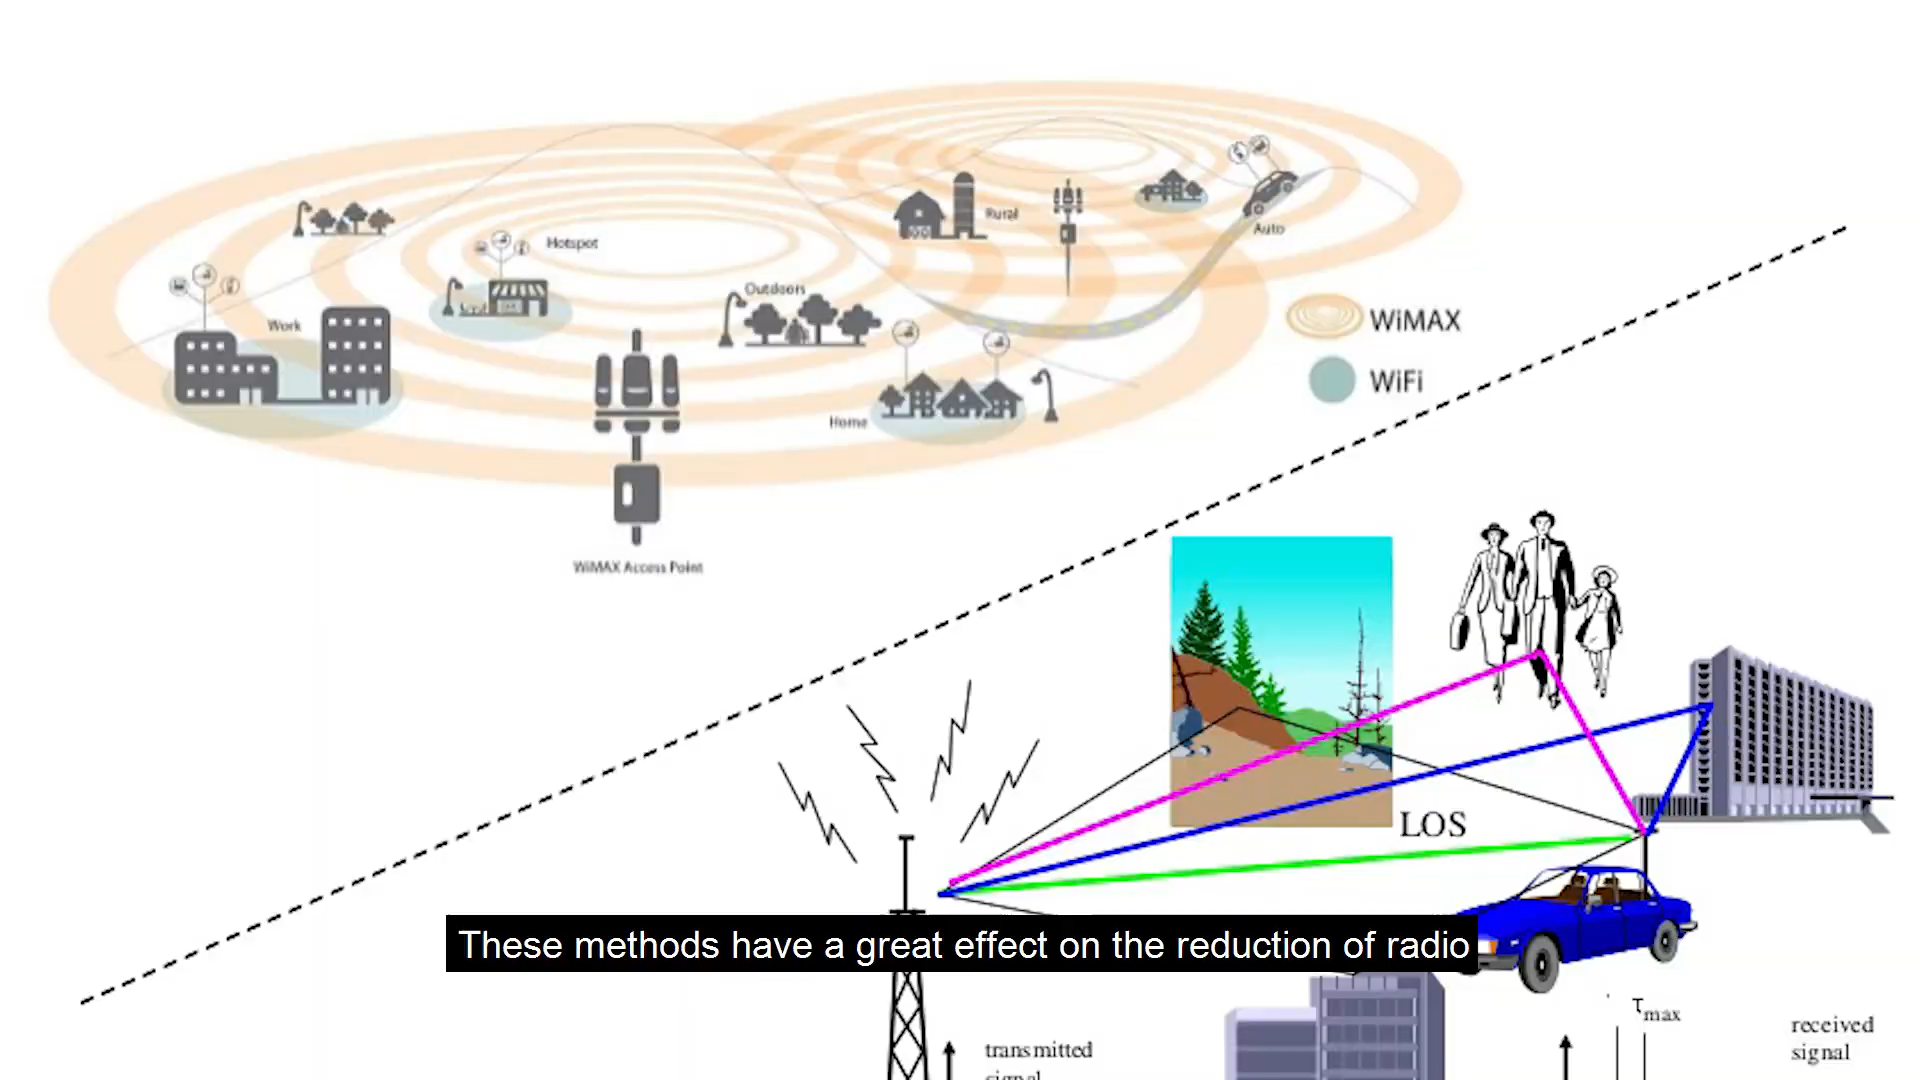 Hotspot
Rural
Auto
Outdoors
Work
WiMAX
WiFi
Home
WiMAX Access Point
LOS
These methods have a great effect on the reduction of radio
τmax
received
signal
transmitted
signal